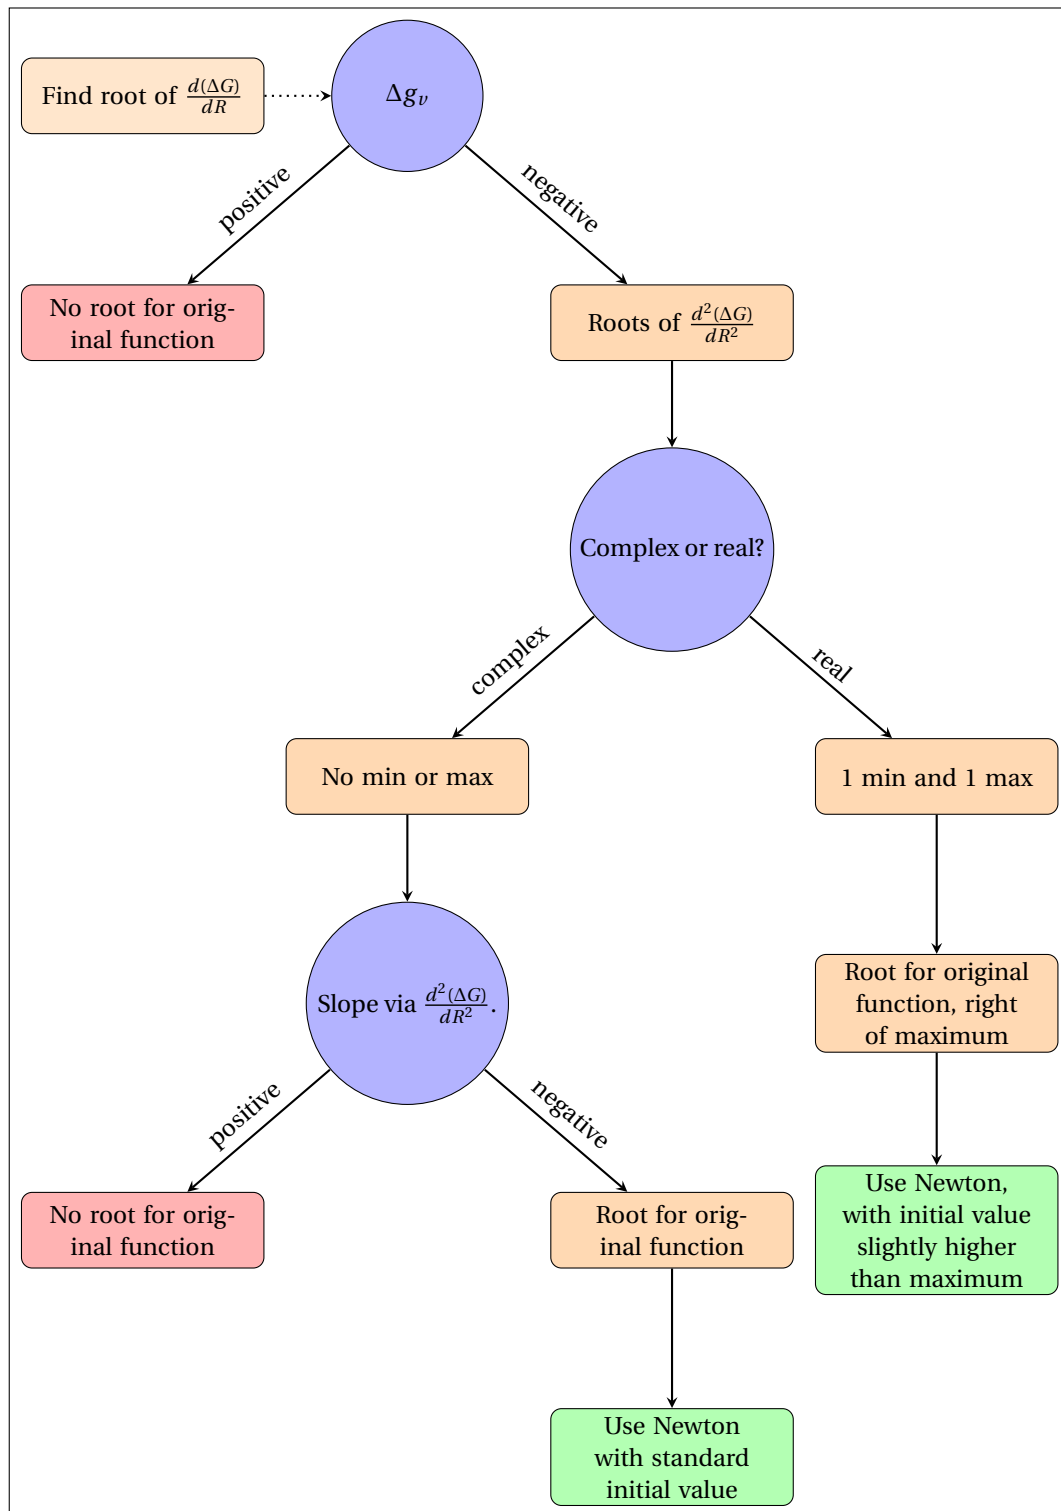 Find root of d(ΔG)/dR
Δg_v
positive
negative
No root for orig-
inal function
Roots of d²(ΔG)/dR²
Complex or real?
complex
real
No min or max
1 min and 1 max
Slope via d²(ΔG)/dR².
Root for original
function, right
of maximum
positive
negative
No root for orig-
inal function
Root for orig-
inal function
Use Newton,
with initial value
slightly higher
than maximum
Use Newton
with standard
initial value